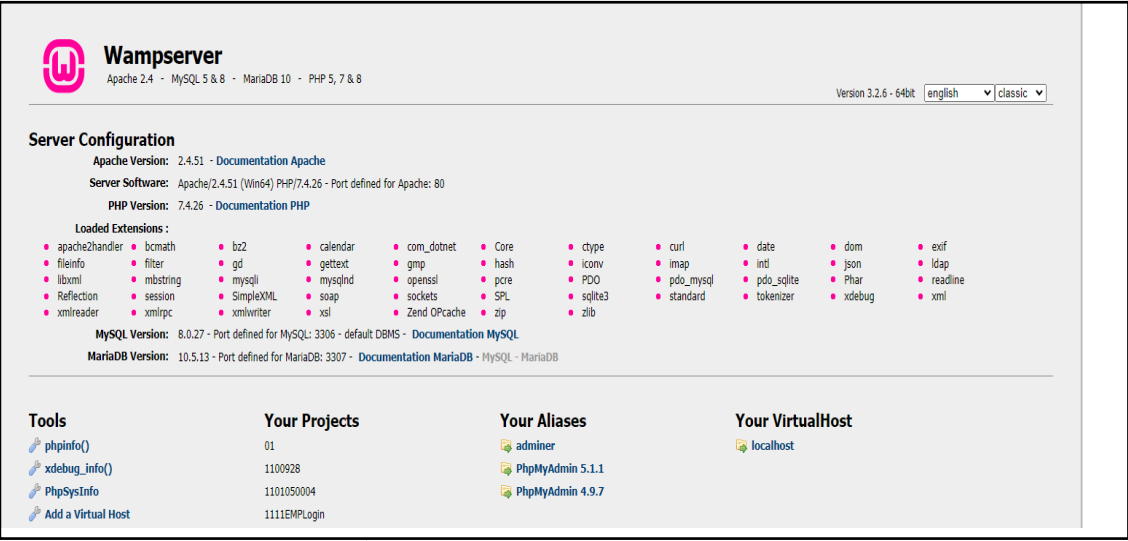 Wampserver
Apache 2.4 - MySQL 5 & 8 - MariaDB 10 - PHP 5, 7 & 8
Version 3.2.6 - 64bit english classic
Server Configuration
Apache Version: 2.4.51 - Documentation Apache
Server Software: Apache/2.4.51 (Win64) PHP/7.4.26 - Port defined for Apache: 80
PHP Version: 7.4.26 - Documentation PHP
Loaded Extensions :
apache2handler bcmath bz2 calendar com_dotnet Core ctype curl date dom exif
fileinfo filter gd gettext gmp hash iconv imap intl json ldap
libxml mbstring mysqli mysqlnd openssl pcre PDO pdo_mysql pdo_sqlite Phar readline
Reflection session SimpleXML soap sockets SPL sqlite3 standard tokenizer xdebug xml
xmlreader xmlrpc xmlwriter xsl Zend OPcache zip zlib
MySQL Version: 8.0.27 - Port defined for MySQL: 3306 - default DBMS - Documentation MySQL
MariaDB Version: 10.5.13 - Port defined for MariaDB: 3307 - Documentation MariaDB - MySQL - MariaDB
Tools Your Projects Your Aliases Your VirtualHost
phpinfo() 01 adminer localhost
xdebug_info() 1100928 PhpMyAdmin 5.1.1
PhpSysInfo 1101050004 PhpMyAdmin 4.9.7
Add a Virtual Host 1111EMPLogin